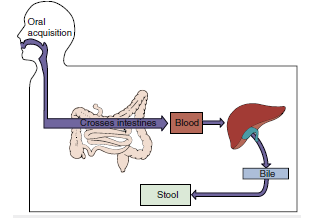 Oral
acquisition
Crosses intestines
Blood
Bile
Stool